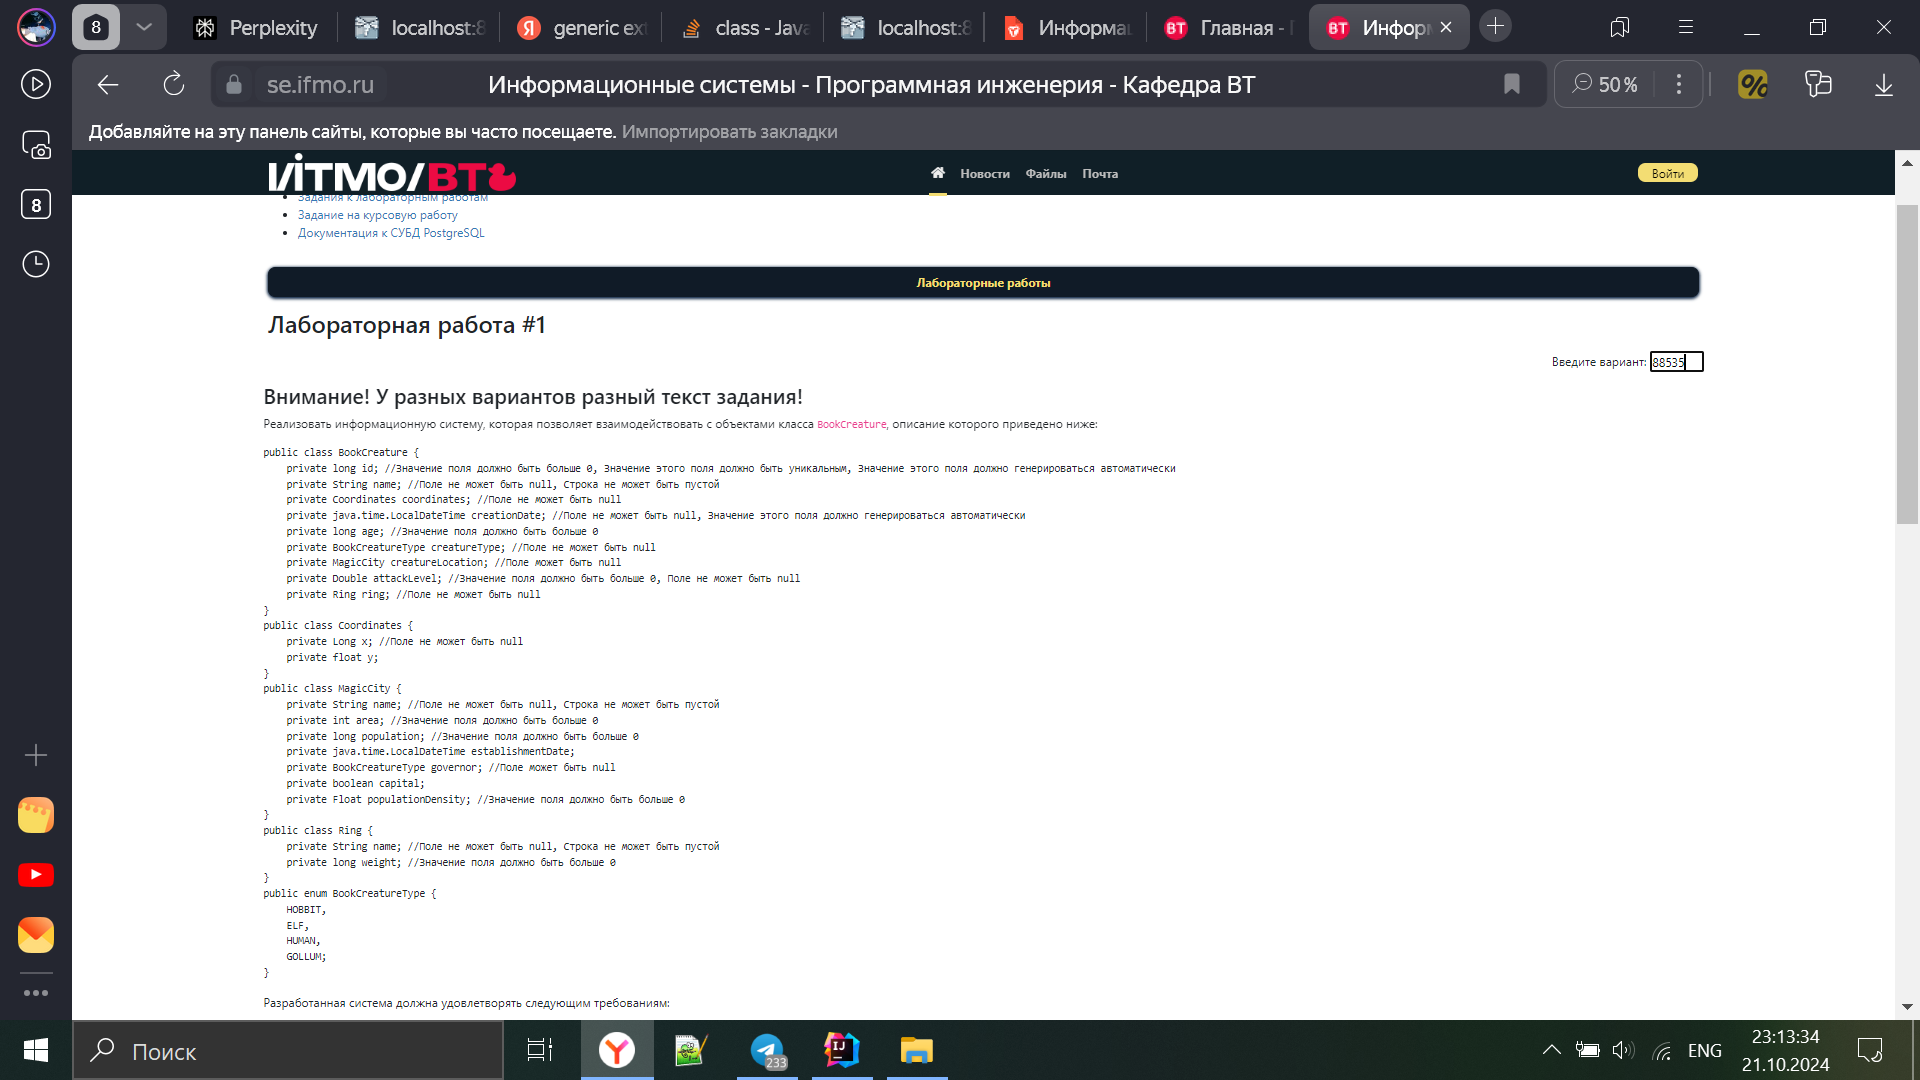 8
Perplexity
localhost:8
generic ext
class - Java
localhost:8
Информац
Главная - П
Информ
se.ifmo.ru
Информационные системы - Программная инженерия - Кафедра ВТ
50 %
Добавляйте на эту панель сайты, которые вы часто посещаете. Импортировать закладки
8
ИТМО/ВТ
Новости
Файлы
Почта
Войти
Задания к лабораторным работам
Задание на курсовую работу
Документация к СУБД PostgreSQL
Лабораторные работы
Лабораторная работа #1
Введите вариант: 88535
Внимание! У разных вариантов разный текст задания!
Реализовать информационную систему, которая позволяет взаимодействовать с объектами класса BookCreature, описание которого приведено ниже:
public class BookCreature {
    private long id; //Значение поля должно быть больше 0, Значение этого поля должно быть уникальным, Значение этого поля должно генерироваться автоматически
    private String name; //Поле не может быть null, Строка не может быть пустой
    private Coordinates coordinates; //Поле не может быть null
    private java.time.LocalDateTime creationDate; //Поле не может быть null, Значение этого поля должно генерироваться автоматически
    private long age; //Значение поля должно быть больше 0
    private BookCreatureType creatureType; //Поле не может быть null
    private MagicCity creatureLocation; //Поле может быть null
    private Double attackLevel; //Значение поля должно быть больше 0, Поле не может быть null
    private Ring ring; //Поле не может быть null
}
public class Coordinates {
    private Long x; //Поле не может быть null
    private float y;
}
public class MagicCity {
    private String name; //Поле не может быть null, Строка не может быть пустой
    private int area; //Значение поля должно быть больше 0
    private long population; //Значение поля должно быть больше 0
    private java.time.LocalDateTime establishmentDate;
    private BookCreatureType governor; //Поле может быть null
    private boolean capital;
    private Float populationDensity; //Значение поля должно быть больше 0
}
public class Ring {
    private String name; //Поле не может быть null, Строка не может быть пустой
    private long weight; //Значение поля должно быть больше 0
}
public enum BookCreatureType {
    HOBBIT,
    ELF,
    HUMAN,
    GOLLUM;
}
Разработанная система должна удовлетворять следующим требованиям:
Поиск
233
ENG
23:13:34
21.10.2024